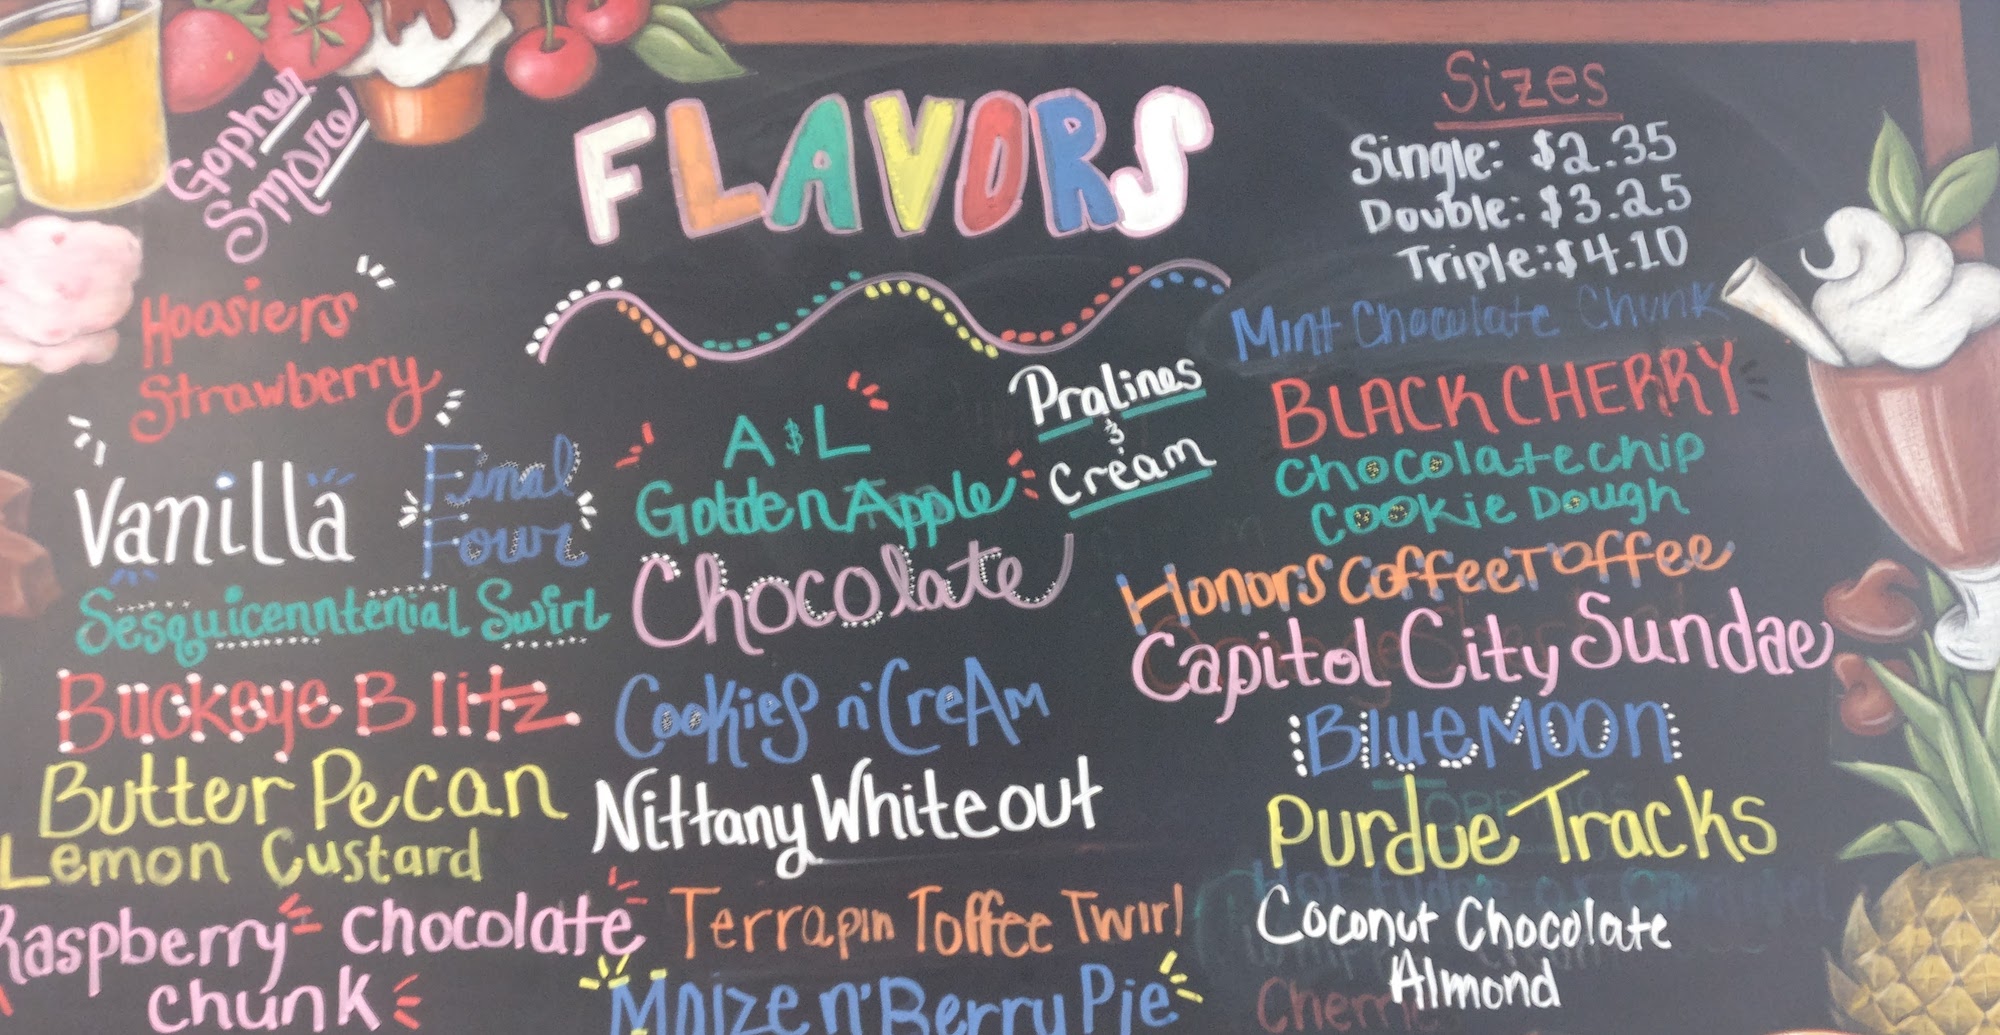 FLAVORS
Sizes
Single: $2.35
Double: $3.25
Triple: $4.10
Gopher
Smore
Hoosiers
Strawberry
Vanilla
Final
Four
Sesquicenntenial Swirl
Buckeye Blitz
Butter Pecan
Lemon Custard
Raspberry Chocolate
Chunk
A & L
Golden Apple
Pralines
&
Cream
Chocolate
Cookies n' Cream
Nittany Whiteout
Terrapin Toffee Twirl
Maize n' Berry Pie
Mint Chocolate Chunk
BLACK CHERRY
Chocolate chip
Cookie Dough
Honors Coffee Toffee
Capitol City Sundae
Blue Moon
Purdue Tracks
Coconut Chocolate
Almond